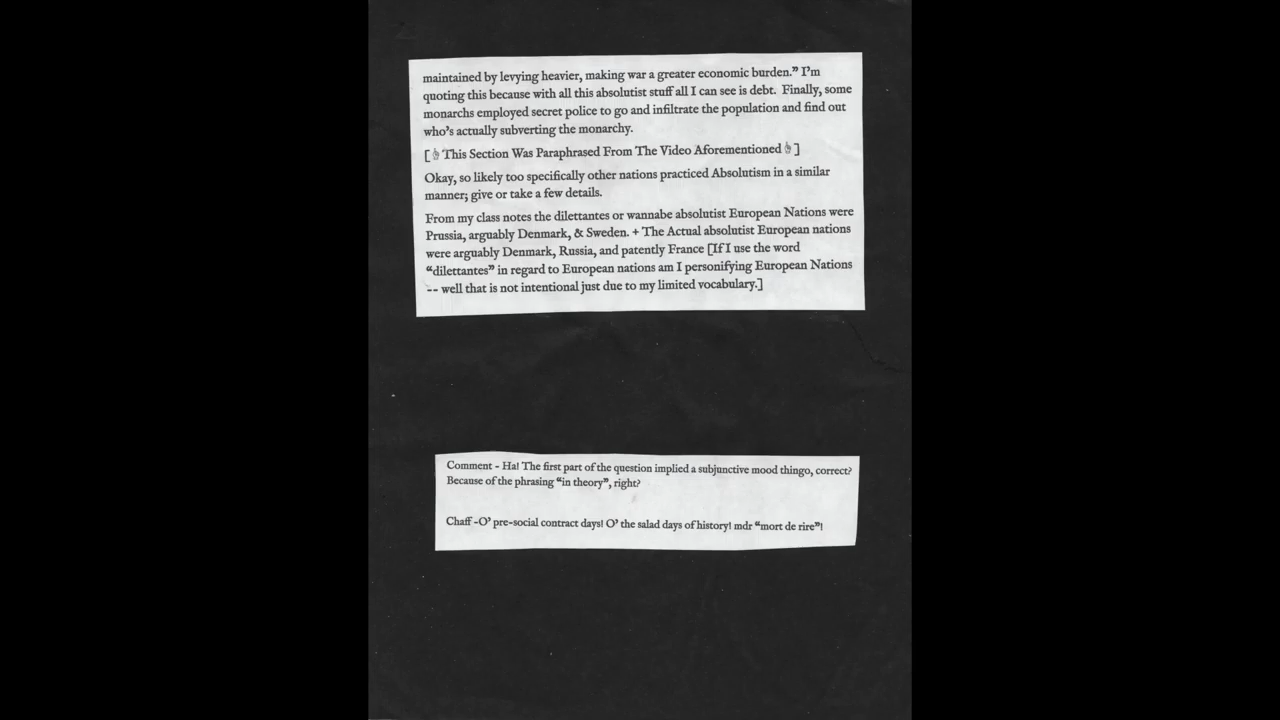 maintained by levying heavier, making war a greater economic burden.” I’m
quoting this because with all this absolutist stuff all I can see is debt. Finally, some
monarchs employed secret police to go and infiltrate the population and find out
who’s actually subverting the monarchy.
[☝This Section Was Paraphrased From The Video Aforementioned☝]
Okay, so likely too specifically other nations practiced Absolutism in a similar
manner; give or take a few details.
From my class notes the dilettantes or wannabe absolutist European Nations were
Prussia, arguably Denmark, & Sweden. + The Actual absolutist European nations
were arguably Denmark, Russia, and patently France [If I use the word
“dilettantes” in regard to European nations am I personifying European Nations
-- well that is not intentional just due to my limited vocabulary.]
Comment - Ha! The first part of the question implied a subjunctive mood thingo, correct?
Because of the phrasing “in theory”, right?
Chaff -O’ pre-social contract days! O’ the salad days of history! mdr “mort de rire”!